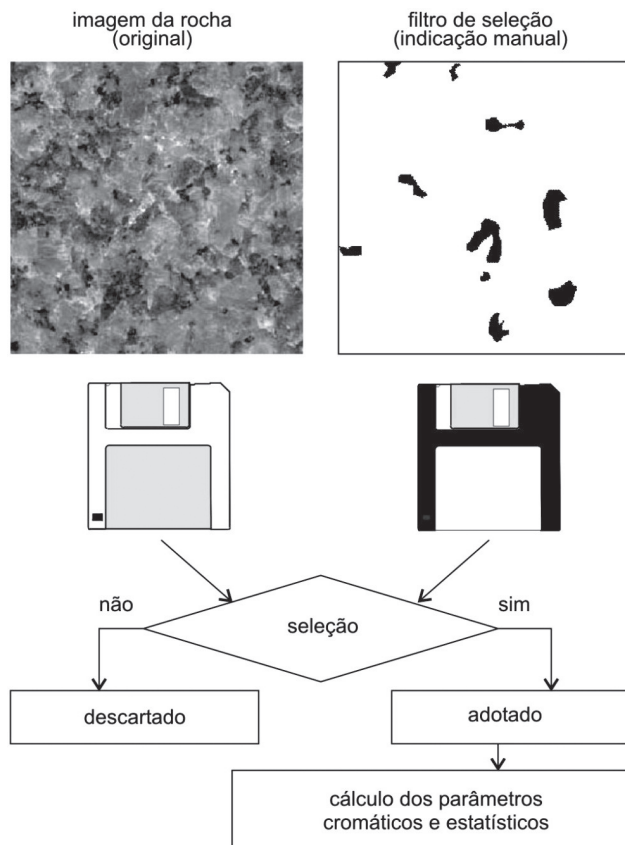 imagem da rocha
(original)
filtro de seleção
(indicação manual)
não
seleção
sim
descartado
adotado
cálculo dos parâmetros
cromáticos e estatísticos